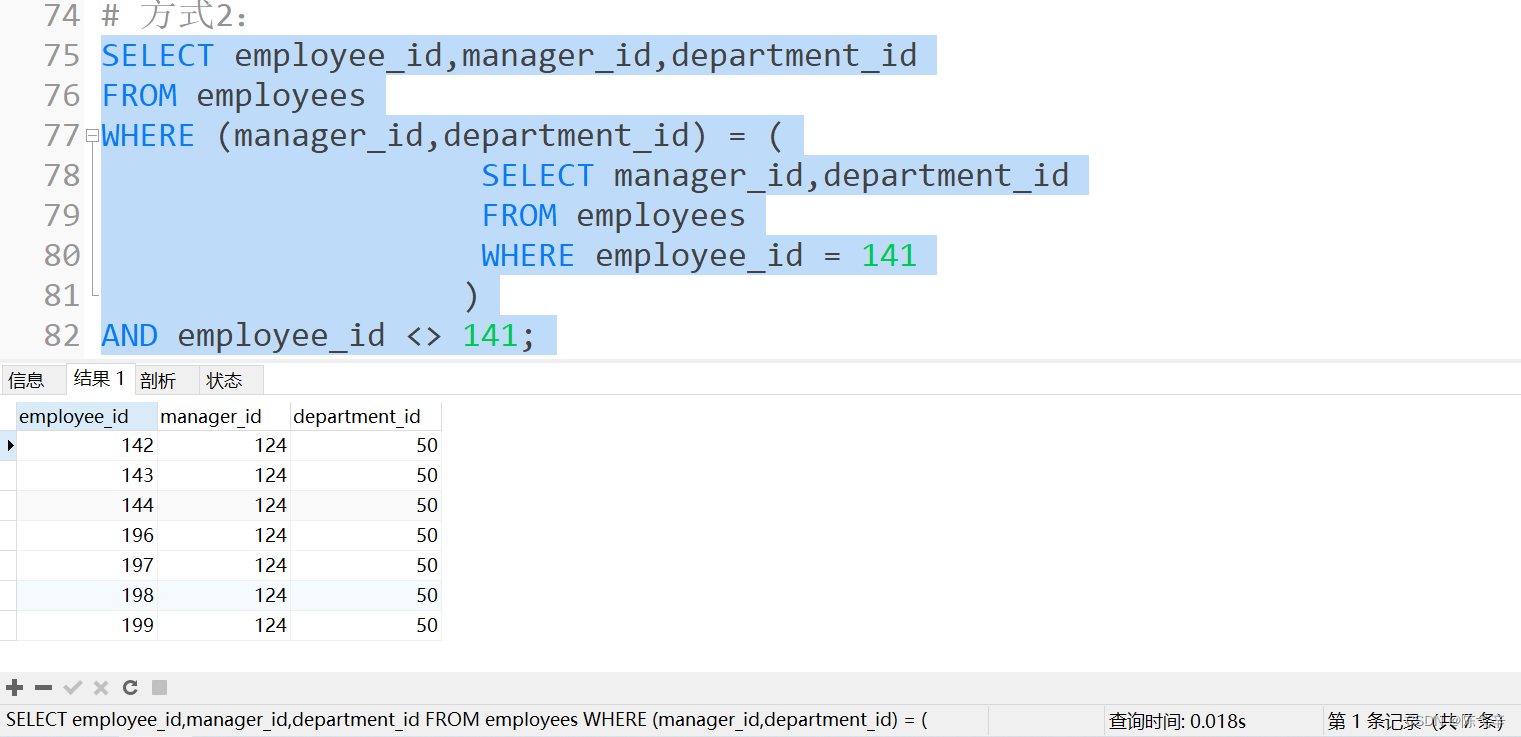 74 # 方式2:
75 SELECT employee_id,manager_id,department_id
76 FROM employees
77 WHERE (manager_id,department_id) = (
78 SELECT manager_id,department_id
79 FROM employees
80 WHERE employee_id = 141
81 )
82 AND employee_id <> 141;
信息 结果 1 剖析 状态
employee_id manager_id department_id
142 124 50
143 124 50
144 124 50
196 124 50
197 124 50
198 124 50
199 124 50
SELECT employee_id,manager_id,department_id FROM employees WHERE (manager_id,department_id) = ( 查询时间: 0.018s 第 1 条记录 (共 7 条)